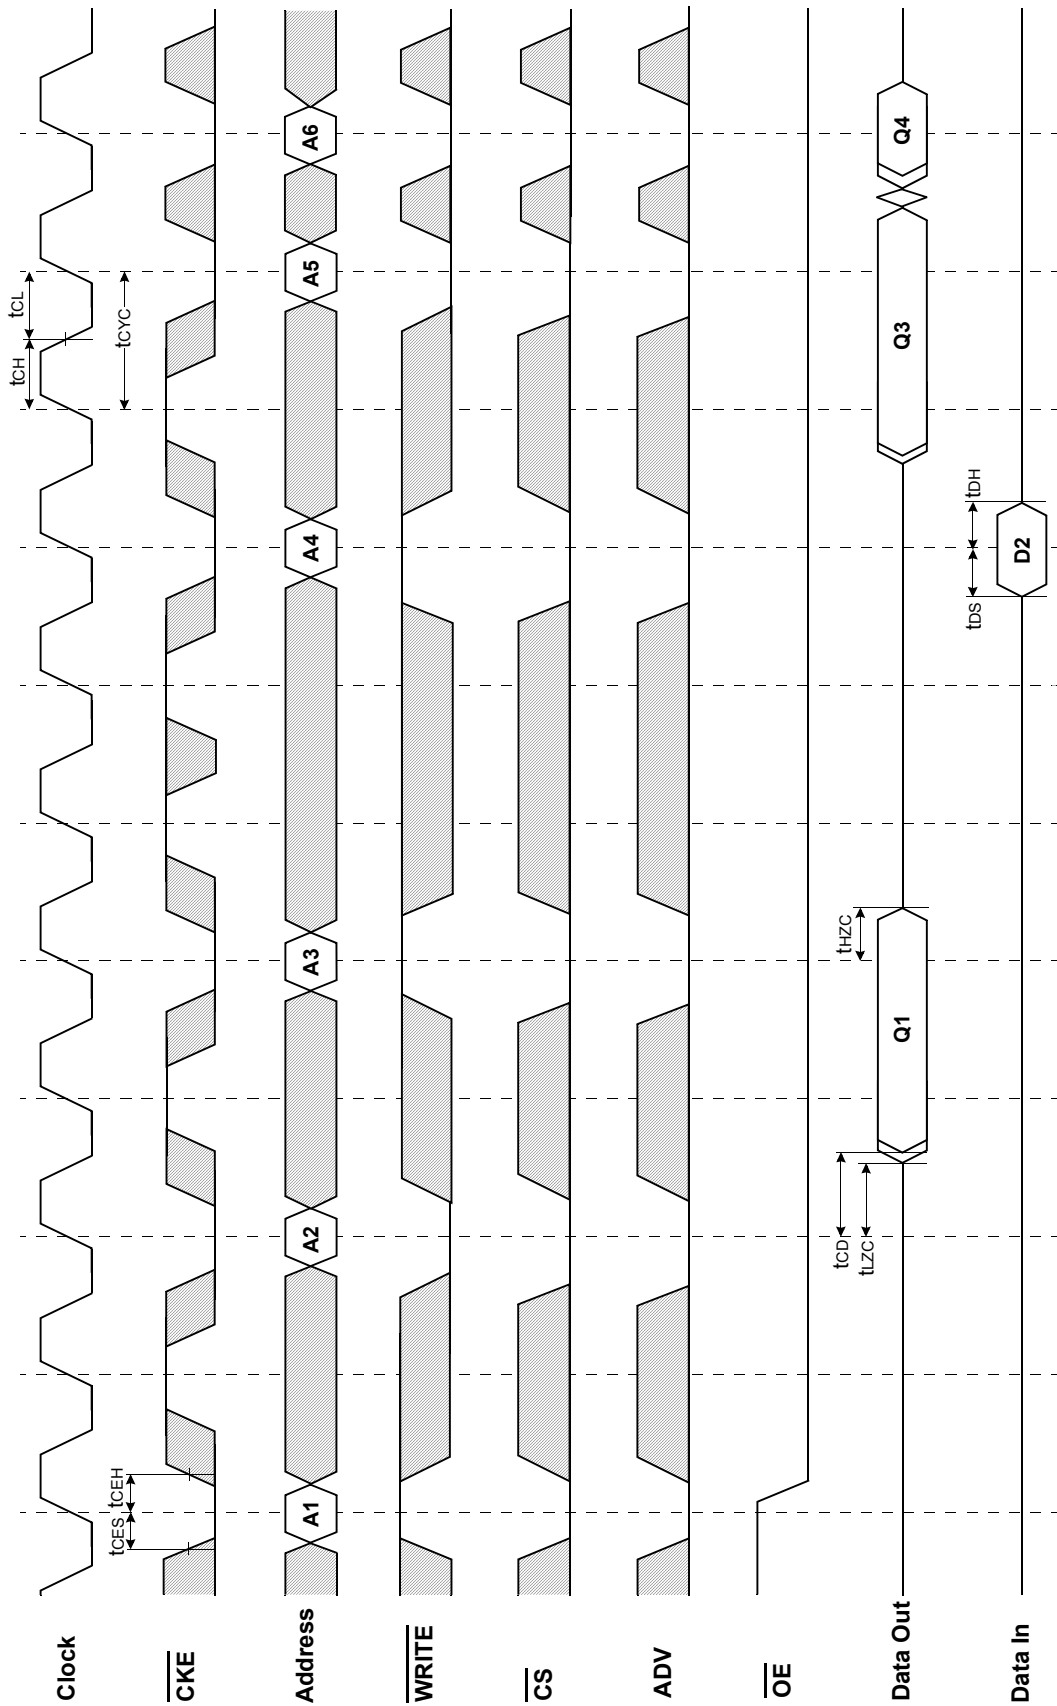 Clock
tCH
tCL
tCES
tCEH
tCYC
CKE
Address
A1
A2
A3
A4
A5
A6
WRITE
CS
ADV
OE
tCD
tLZC
tHZC
Data Out
Q1
Q3
Q4
tDS
tDH
Data In
D2